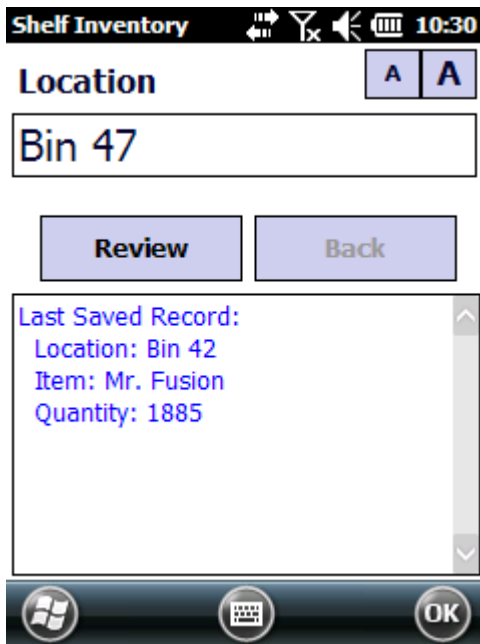 Shelf Inventory 10:30
Location A A
Bin 47
Review Back
Last Saved Record:
Location: Bin 42
Item: Mr. Fusion
Quantity: 1885
OK